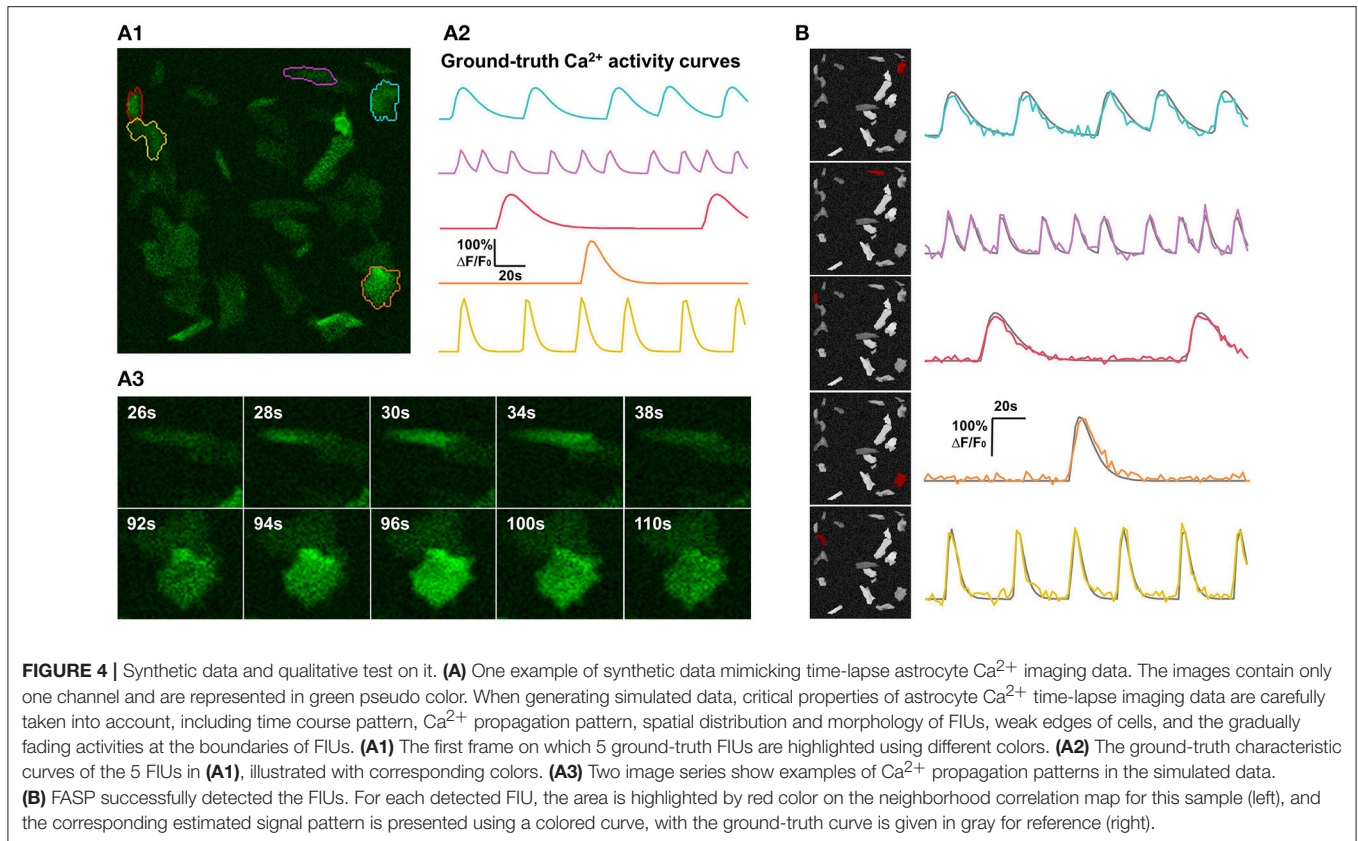 A1
A2
Ground-truth Ca²⁺ activity curves
100%
ΔF/F₀
20s
A3
26s
28s
30s
34s
38s
92s
94s
96s
100s
110s
B
20s
100%
ΔF/F₀
FIGURE 4 | Synthetic data and qualitative test on it. (A) One example of synthetic data mimicking time-lapse astrocyte Ca²⁺ imaging data. The images contain only
one channel and are represented in green pseudo color. When generating simulated data, critical properties of astrocyte Ca²⁺ time-lapse imaging data are carefully
taken into account, including time course pattern, Ca²⁺ propagation pattern, spatial distribution and morphology of FIUs, weak edges of cells, and the gradually
fading activities at the boundaries of FIUs. (A1) The first frame on which 5 ground-truth FIUs are highlighted using different colors. (A2) The ground-truth characteristic
curves of the 5 FIUs in (A1), illustrated with corresponding colors. (A3) Two image series show examples of Ca²⁺ propagation patterns in the simulated data.
(B) FASP successfully detected the FIUs. For each detected FIU, the area is highlighted by red color on the neighborhood correlation map for this sample (left), and
the corresponding estimated signal pattern is presented using a colored curve, with the ground-truth curve is given in gray for reference (right).